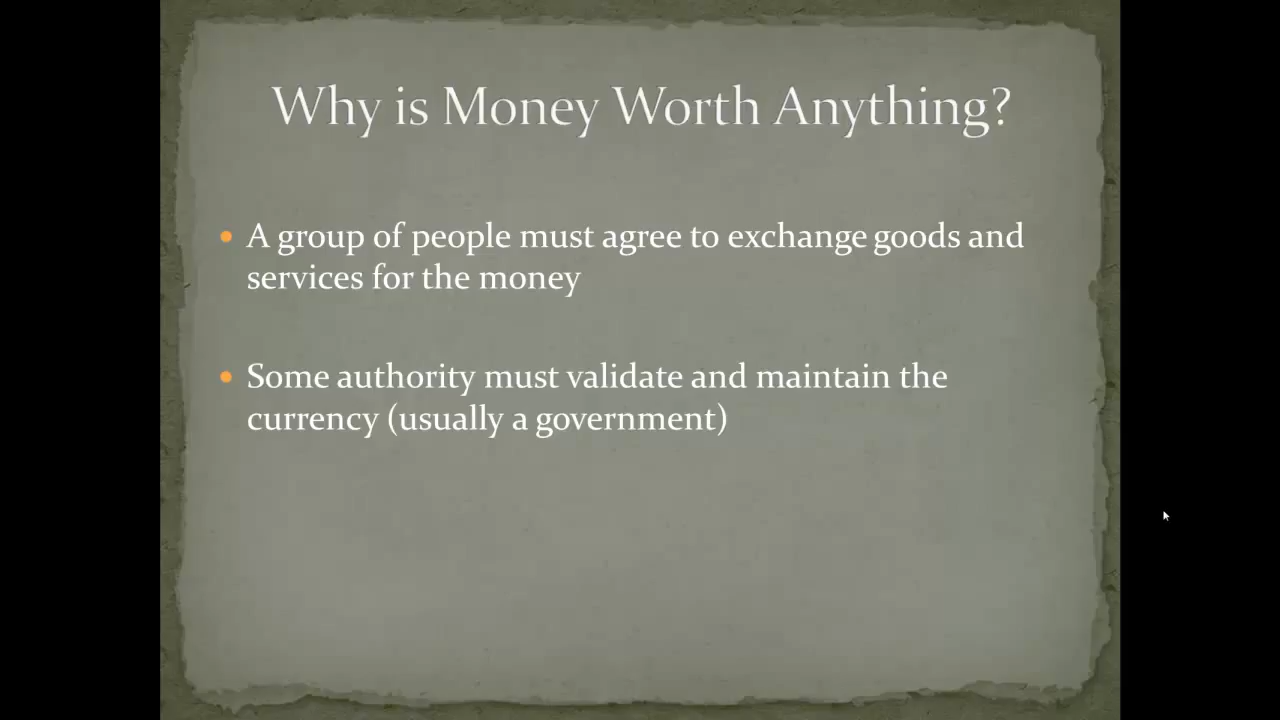 Why is Money Worth Anything?
• A group of people must agree to exchange goods and
services for the money
• Some authority must validate and maintain the
currency (usually a government)